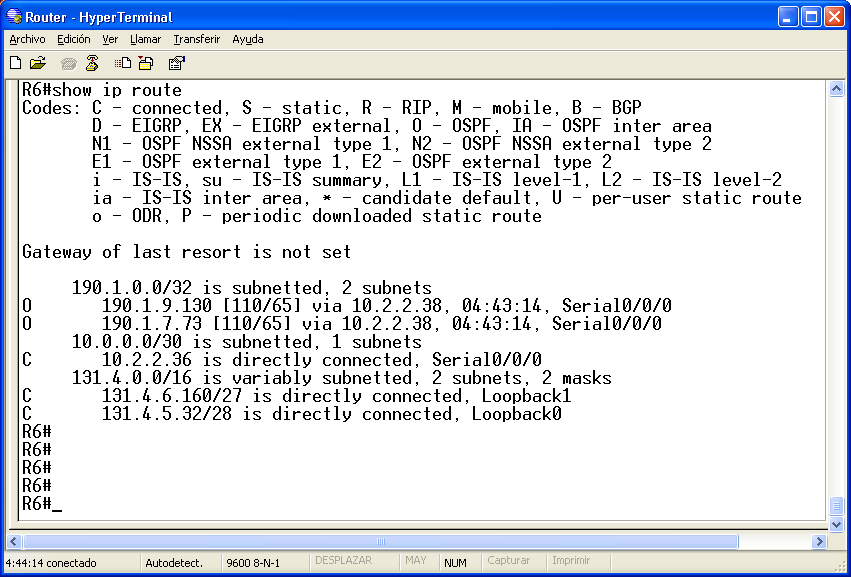 Router - HyperTerminal
Archivo Edición Ver Llamar Transferir Ayuda
R6#show ip route
Codes: C - connected, S - static, R - RIP, M - mobile, B - BGP
D - EIGRP, EX - EIGRP external, O - OSPF, IA - OSPF inter area
N1 - OSPF NSSA external type 1, N2 - OSPF NSSA external type 2
E1 - OSPF external type 1, E2 - OSPF external type 2
i - IS-IS, su - IS-IS summary, L1 - IS-IS level-1, L2 - IS-IS level-2
ia - IS-IS inter area, * - candidate default, U - per-user static route
o - ODR, P - periodic downloaded static route
Gateway of last resort is not set
190.1.0.0/32 is subnetted, 2 subnets
O 190.1.9.130 [110/65] via 10.2.2.38, 04:43:14, Serial0/0/0
O 190.1.7.73 [110/65] via 10.2.2.38, 04:43:14, Serial0/0/0
10.0.0.0/30 is subnetted, 1 subnets
C 10.2.2.36 is directly connected, Serial0/0/0
131.4.0.0/16 is variably subnetted, 2 subnets, 2 masks
C 131.4.6.160/27 is directly connected, Loopback1
C 131.4.5.32/28 is directly connected, Loopback0
R6#
R6#
R6#
R6#
R6#_
4:44:14 conectado Autodetect. 9600 8-N-1 DESPLAZAR MAY NUM Capturar Imprimir